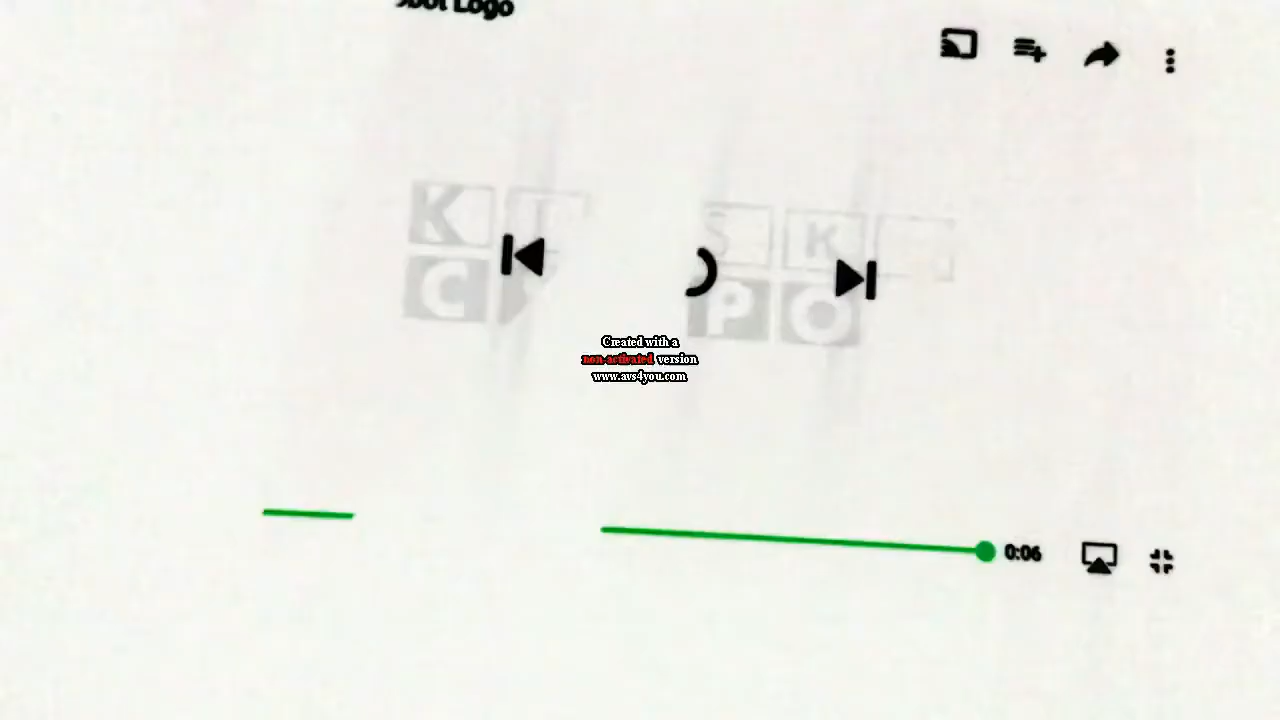 Logo
K
S K
C
P O
Created with a
non-activated version
www.avs4you.com
0:06